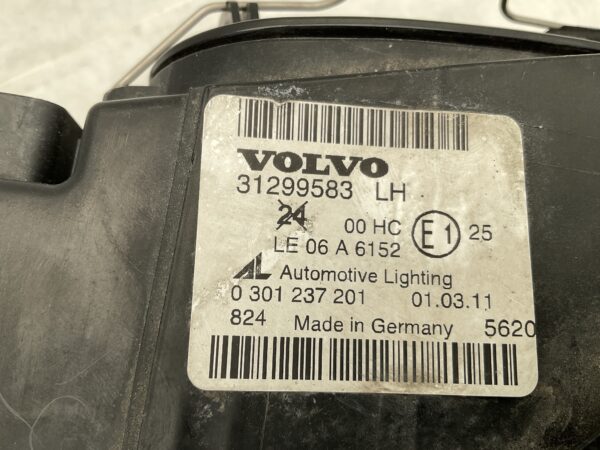 VOLVO
31299583 LH
24 00 HC E1 25
LE 06 A 6152
AL Automotive Lighting
0 301 237 201 01.03.11
824 Made in Germany 5620